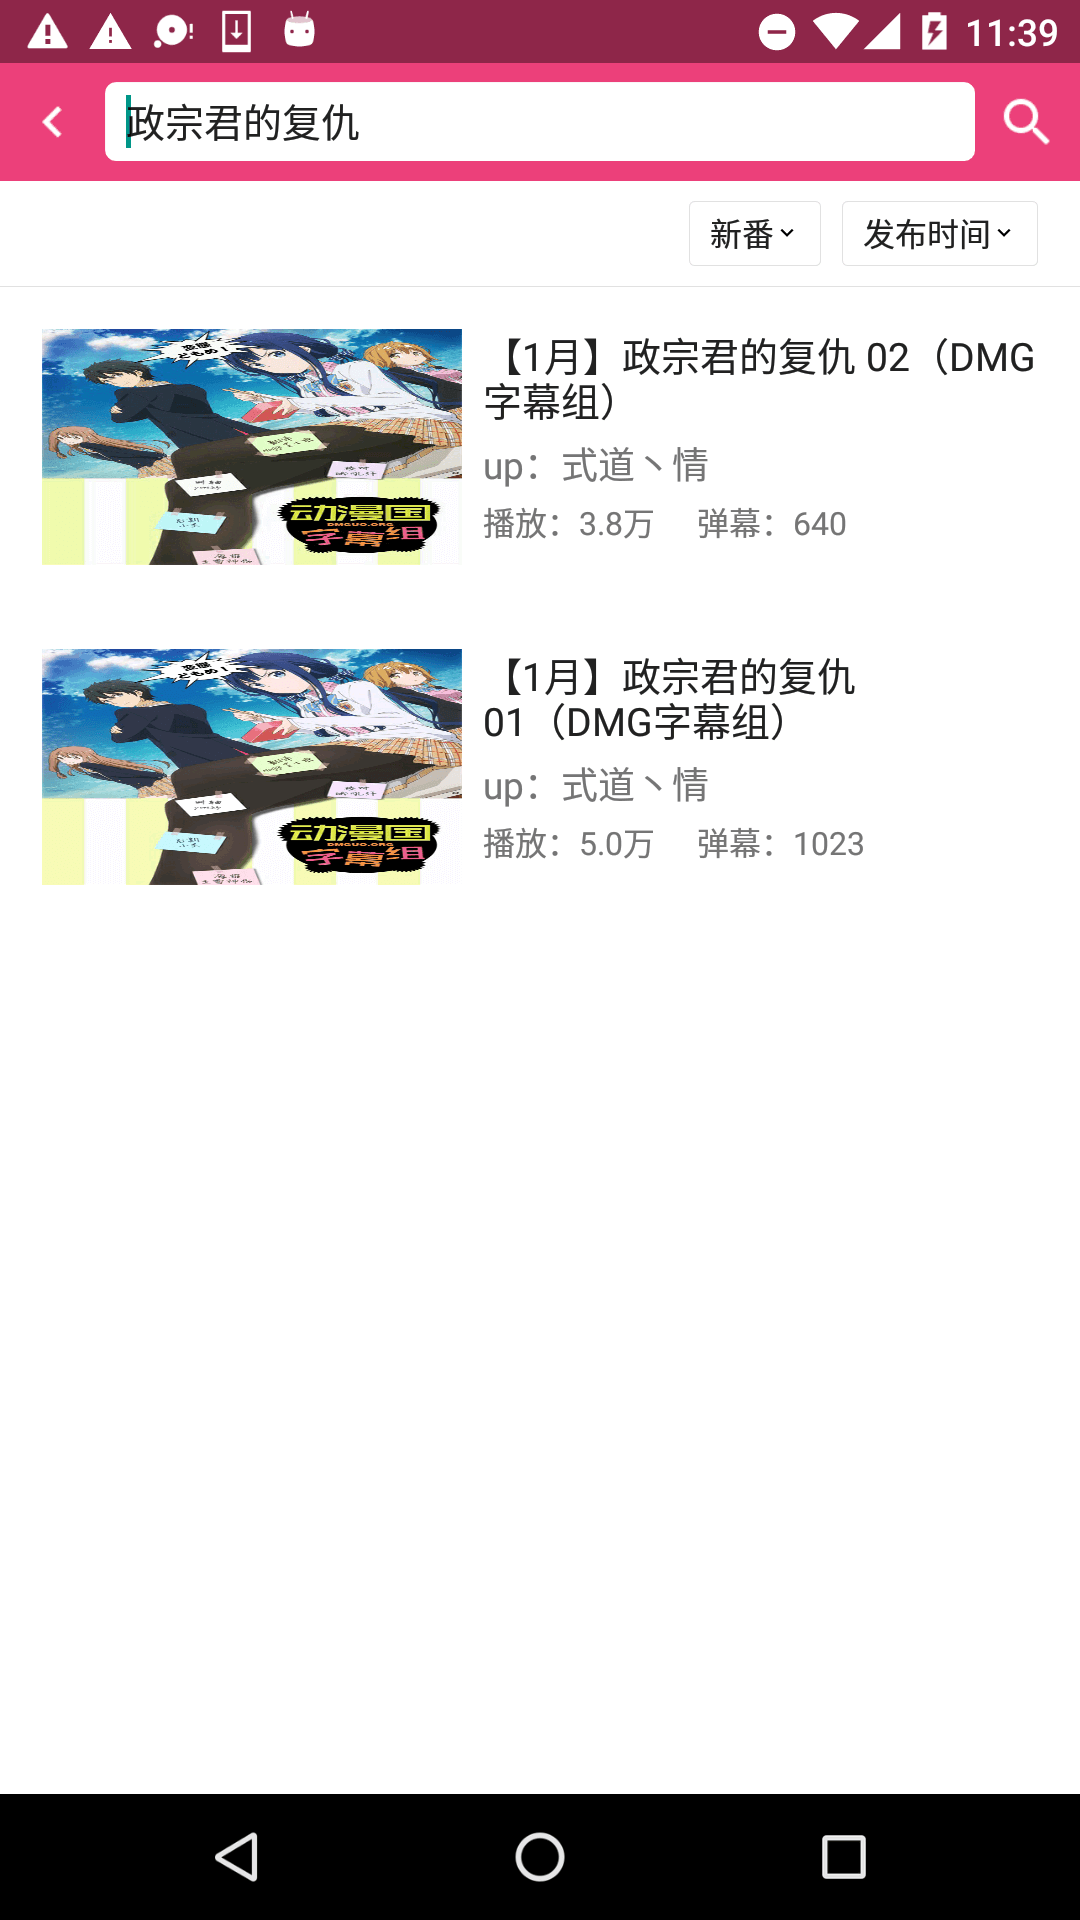 11:39
政宗君的复仇
新番
发布时间
【1月】政宗君的复仇 02（DMG
字幕组）
up：式道丶情
播放：3.8万 弹幕：640
动漫国
DMGUO.ORG
字幕组
【1月】政宗君的复仇
01（DMG字幕组）
up：式道丶情
播放：5.0万 弹幕：1023
动漫国
DMGUO.ORG
字幕组